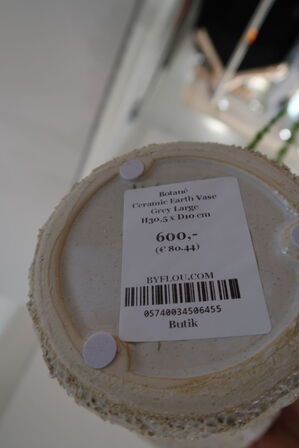 Botané
Ceramic Earth Vase
Grey Large
H30.5 x D10 cm
600,-
(€ 80.44)
BYFLOU.COM
05740034506455
Butik